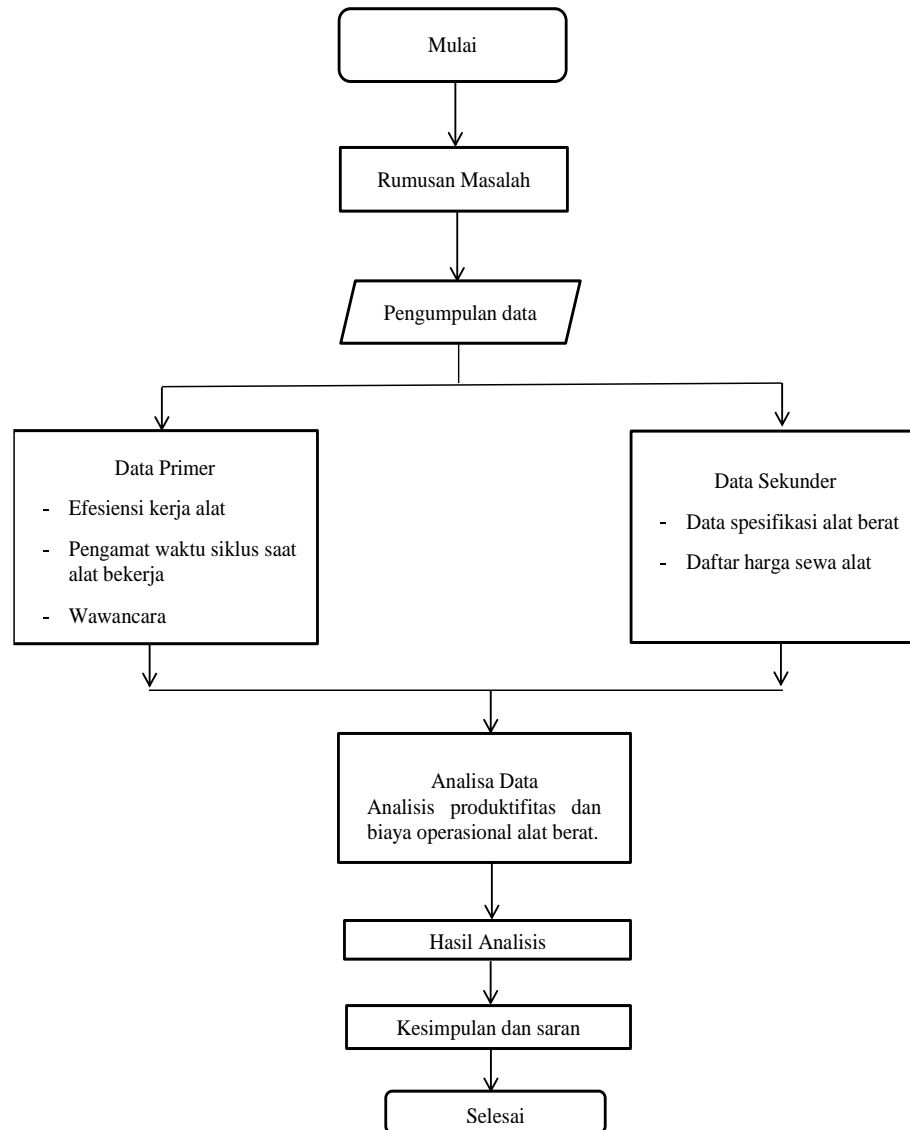 Mulai
Rumusan Masalah
Pengumpulan data
Data Primer
- Efesiensi kerja alat
- Pengamat waktu siklus saat
alat bekerja
- Wawancara
Data Sekunder
- Data spesifikasi alat berat
- Daftar harga sewa alat
Analisa Data
Analisis produktifitas dan
biaya operasional alat berat.
Hasil Analisis
Kesimpulan dan saran
Selesai